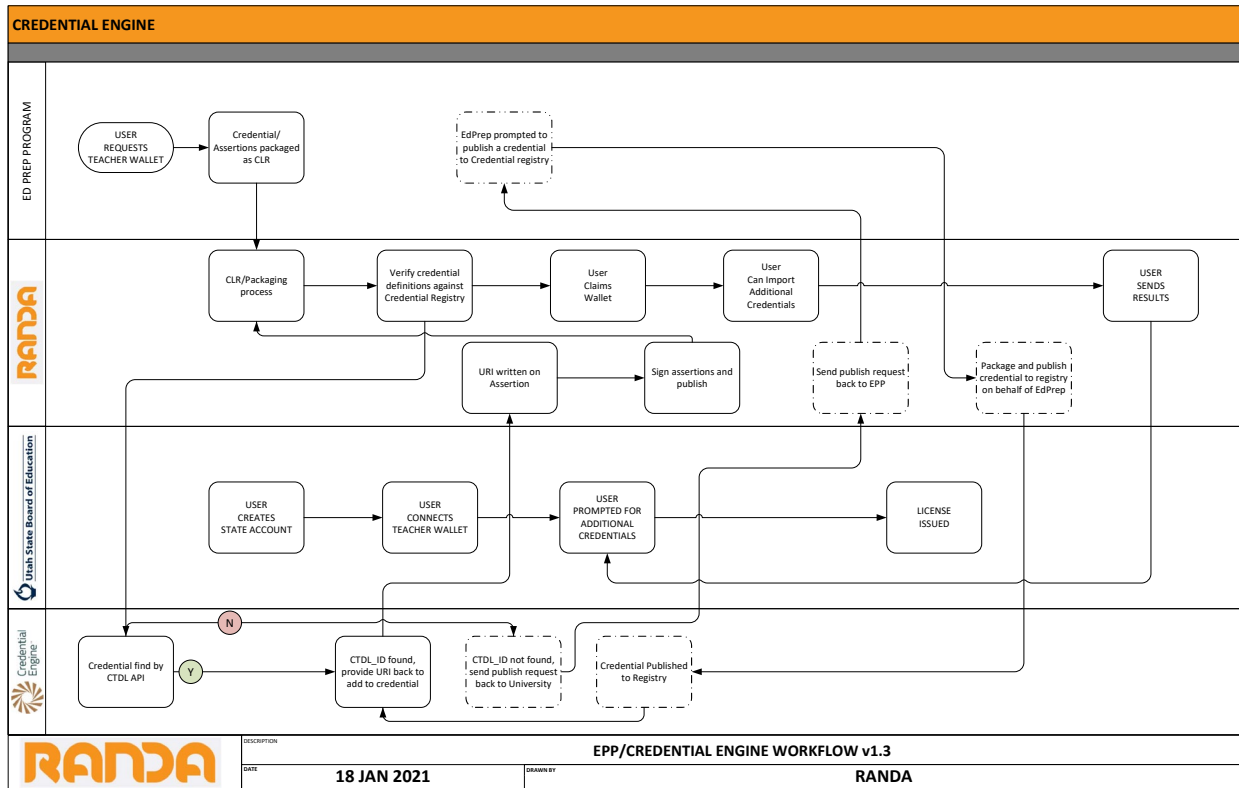 CREDENTIAL ENGINE
ED PREP PROGRAM
USER
REQUESTS
TEACHER WALLET
Credential/
Assertions packaged
as CLR
EdPrep prompted to
publish a credential
to Credential registry
RANDA
CLR/Packaging
process
Verify credential
definitions against
Credential Registry
User
Claims
Wallet
User
Can Import
Additional
Credentials
USER
SENDS
RESULTS
URI written on
Assertion
Sign assertions and
publish
Send publish request
back to EPP
Package and publish
credential to registry
on behalf of EdPrep
Utah State Board of Education
USER
CREATES
STATE ACCOUNT
USER
CONNECTS
TEACHER WALLET
USER
PROMPTED FOR
ADDITIONAL
CREDENTIALS
LICENSE
ISSUED
Credential
Engine
N
Credential find by
CTDL API
Y
CTDL_ID found,
provide URI back to
add to credential
CTDL_ID not found,
send publish request
back to University
Credential Published
to Registry
RANDA
DESCRIPTION
EPP/CREDENTIAL ENGINE WORKFLOW v1.3
DATE
18 JAN 2021
DRAWN BY
RANDA